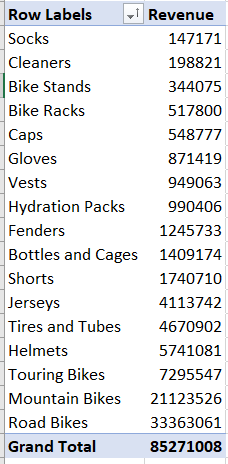 Row Labels Revenue
Socks 147171
Cleaners 198821
Bike Stands 344075
Bike Racks 517800
Caps 548777
Gloves 871419
Vests 949063
Hydration Packs 990406
Fenders 1245733
Bottles and Cages 1409174
Shorts 1740710
Jerseys 4113742
Tires and Tubes 4670902
Helmets 5741081
Touring Bikes 7295547
Mountain Bikes 21123526
Road Bikes 33363061
Grand Total 85271008